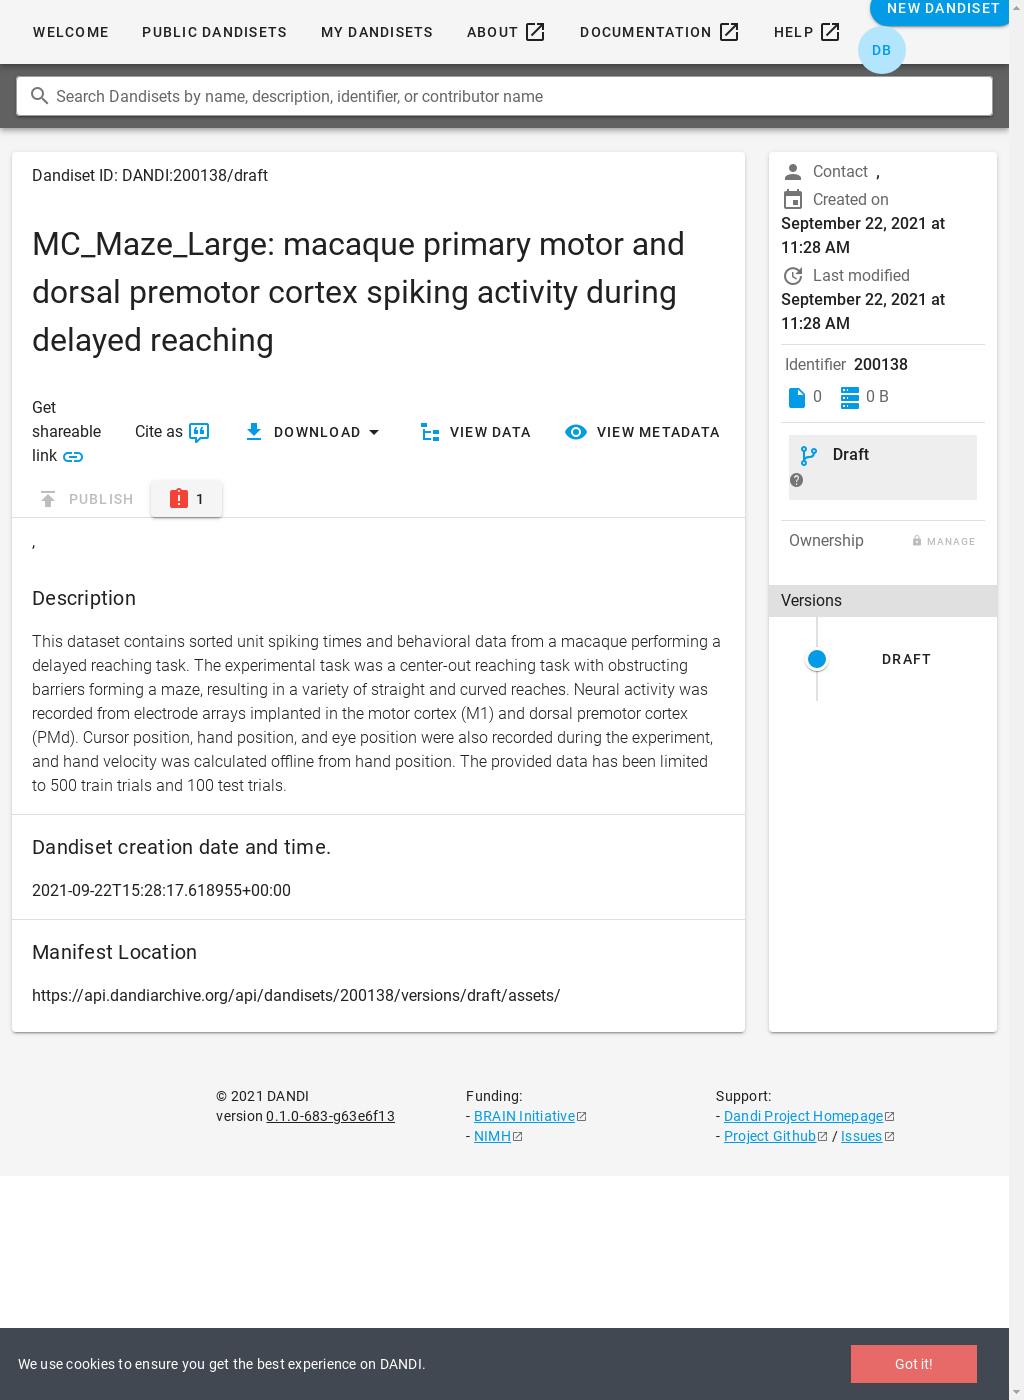 NEW DANDISET
WELCOME PUBLIC DANDISETS MY DANDISETS ABOUT DOCUMENTATION HELP
DB
Search Dandisets by name, description, identifier, or contributor name
Dandiset ID: DANDI:200138/draft
MC_Maze_Large: macaque primary motor and
dorsal premotor cortex spiking activity during
delayed reaching
Get
shareable
link
Cite as
DOWNLOAD
VIEW DATA
VIEW METADATA
PUBLISH
1
,
Description
This dataset contains sorted unit spiking times and behavioral data from a macaque performing a
delayed reaching task. The experimental task was a center-out reaching task with obstructing
barriers forming a maze, resulting in a variety of straight and curved reaches. Neural activity was
recorded from electrode arrays implanted in the motor cortex (M1) and dorsal premotor cortex
(PMd). Cursor position, hand position, and eye position were also recorded during the experiment,
and hand velocity was calculated offline from hand position. The provided data has been limited
to 500 train trials and 100 test trials.
Dandiset creation date and time.
2021-09-22T15:28:17.618955+00:00
Manifest Location
https://api.dandiarchive.org/api/dandisets/200138/versions/draft/assets/
Contact ,
Created on
September 22, 2021 at
11:28 AM
Last modified
September 22, 2021 at
11:28 AM
Identifier 200138
0 0 B
Draft
Ownership MANAGE
Versions
DRAFT
© 2021 DANDI
version 0.1.0-683-g63e6f13
Funding:
- BRAIN Initiative
- NIMH
Support:
- Dandi Project Homepage
- Project Github / Issues
We use cookies to ensure you get the best experience on DANDI.
Got it!